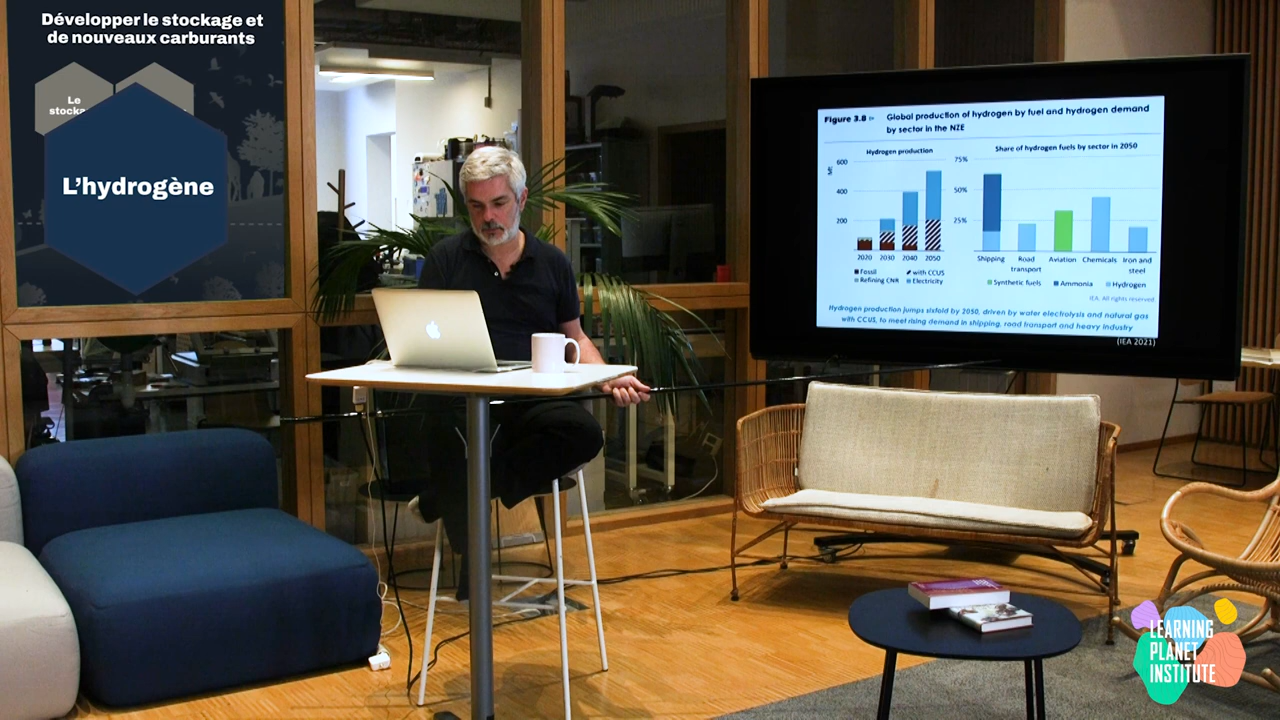 Développer le stockage et
de nouveaux carburants
Le
stocka
L'hydrogène
Figure 3.8 ▷ Global production of hydrogen by fuel and hydrogen demand
by sector in the NZE
Hydrogen production
Mt
600
400
200
2020 2030 2040 2050
Fossil with CCUS
Refining CNR Electricity
Share of hydrogen fuels by sector in 2050
75%
50%
25%
Shipping Road Aviation Chemicals Iron and
transport steel
Synthetic fuels Ammonia Hydrogen
IEA. All rights reserved
Hydrogen production jumps sixfold by 2050, driven by water electrolysis and natural gas
with CCUS, to meet rising demand in shipping, road transport and heavy industry
(IEA 2021)
LEARNING
PLANET
INSTITUTE